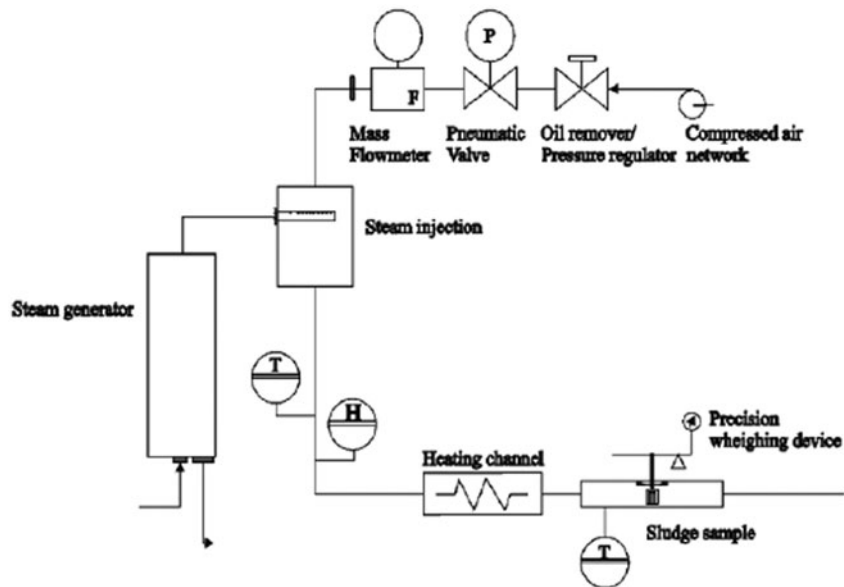 P
F
Mass
Flowmeter
Pneumatic
Valve
Oil remover/
Pressure regulator
Compressed air
network
Steam injection
Steam generator
T
H
Precision
wheighing device
Heating channel
Sludge sample
T